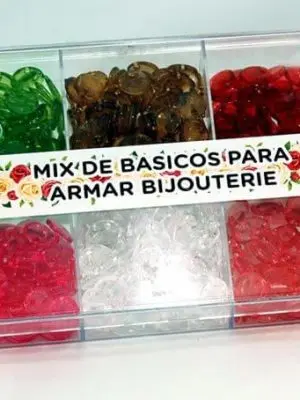 MIX DE BASICOS PARA
ARMAR BIJOUTERIE